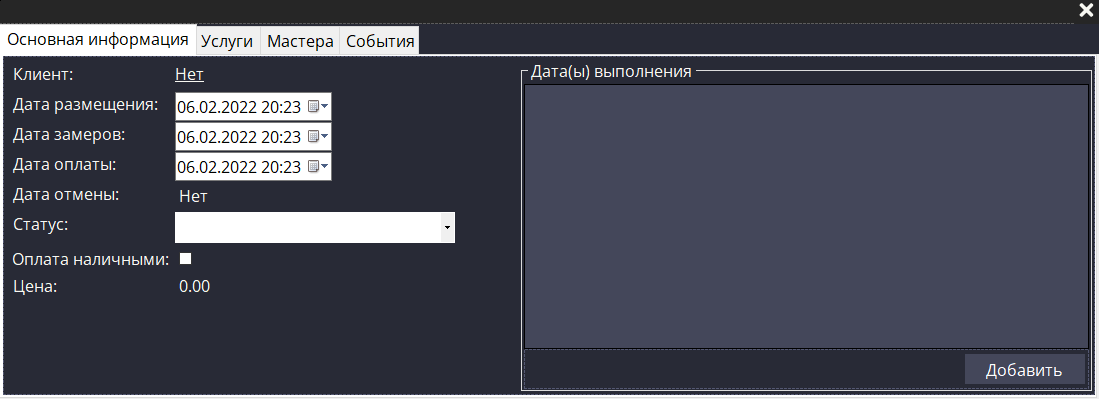 Основная информация Услуги Мастера События
Клиент: Нет
Дата размещения: 06.02.2022 20:23
Дата замеров: 06.02.2022 20:23
Дата оплаты: 06.02.2022 20:23
Дата отмены: Нет
Статус:
Оплата наличными:
Цена: 0.00
Дата(ы) выполнения
Добавить